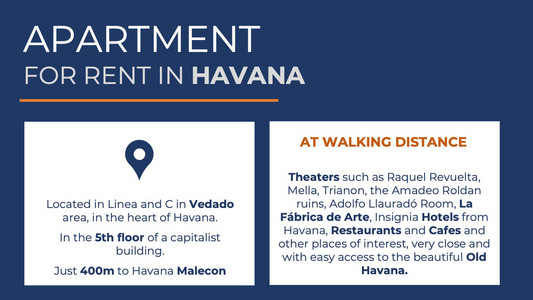 APARTMENT
FOR RENT IN HAVANA
Located in Linea and C in Vedado
area, in the heart of Havana.
In the 5th floor of a capitalist
building.
Just 400m to Havana Malecon
AT WALKING DISTANCE
Theaters such as Raquel Revuelta,
Mella, Trianon, the Amadeo Roldan
ruins, Adolfo Llauradó Room, La
Fábrica de Arte, Insignia Hotels from
Havana, Restaurants and Cafes and
other places of interest, very close and
with easy access to the beautiful Old
Havana.